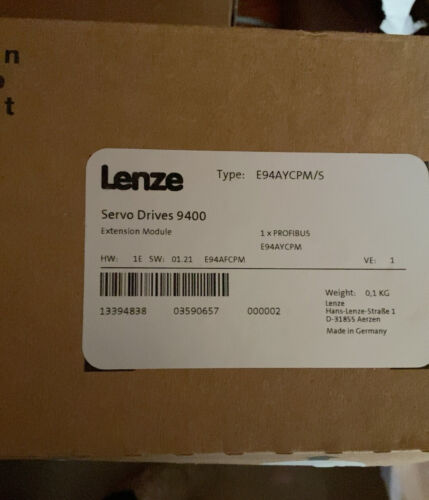 n
t
Lenze Type: E94AYCPM/S
Servo Drives 9400
Extension Module 1 x PROFIBUS
E94AYCPM
HW: 1E SW: 01.21 E94AFCPM VE: 1
13394838 03590657 000002
Weight: 0,1 KG
Lenze
Hans-Lenze-Straße 1
D-31855 Aerzen
Made in Germany